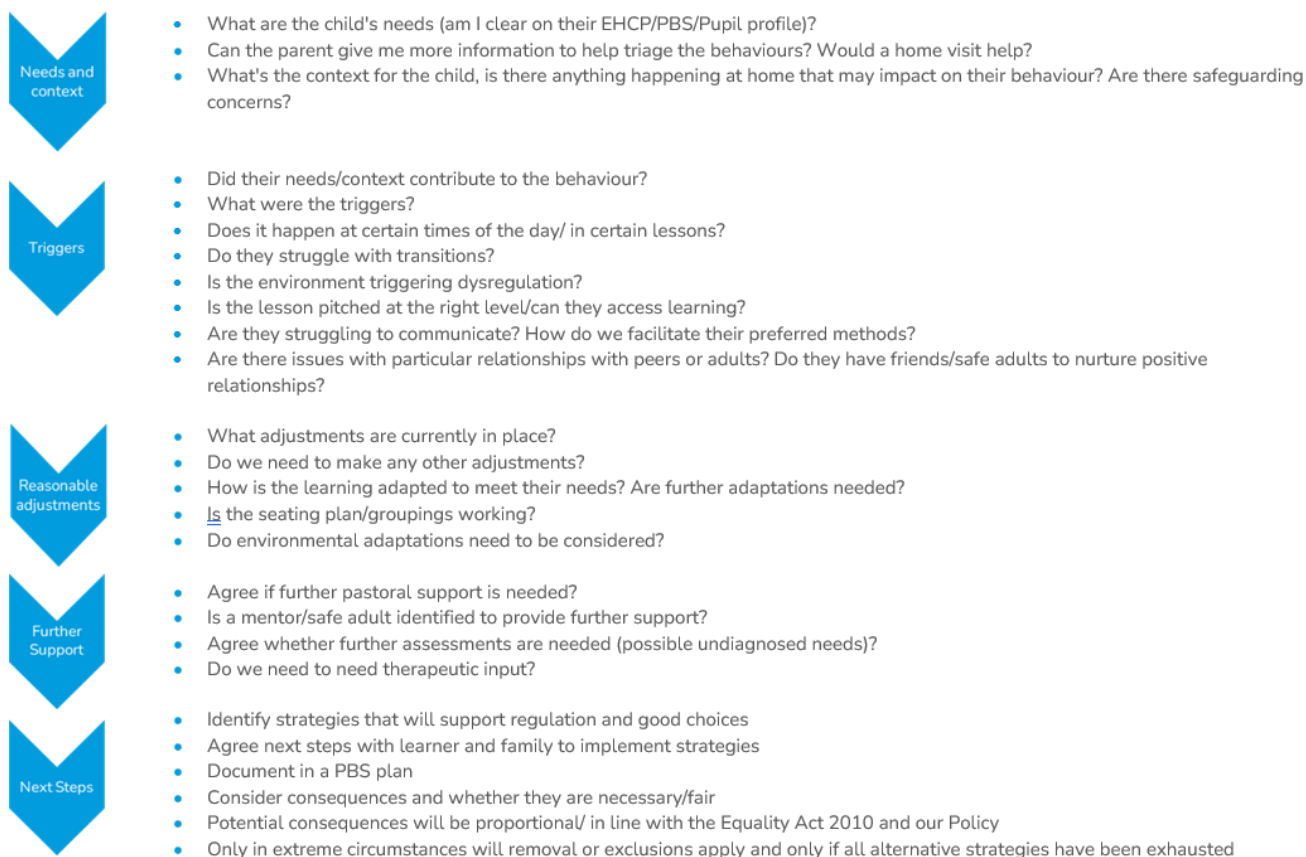 Needs and
context
• What are the child's needs (am I clear on their EHCP/PBS/Pupil profile)?
• Can the parent give me more information to help triage the behaviours? Would a home visit help?
• What's the context for the child, is there anything happening at home that may impact on their behaviour? Are there safeguarding
concerns?
Triggers
• Did their needs/context contribute to the behaviour?
• What were the triggers?
• Does it happen at certain times of the day/ in certain lessons?
• Do they struggle with transitions?
• Is the environment triggering dysregulation?
• Is the lesson pitched at the right level/can they access learning?
• Are they struggling to communicate? How do we facilitate their preferred methods?
• Are there issues with particular relationships with peers or adults? Do they have friends/safe adults to nurture positive
relationships?
Reasonable
adjustments
• What adjustments are currently in place?
• Do we need to make any other adjustments?
• How is the learning adapted to meet their needs? Are further adaptations needed?
• Is the seating plan/groupings working?
• Do environmental adaptations need to be considered?
Further
Support
• Agree if further pastoral support is needed?
• Is a mentor/safe adult identified to provide further support?
• Agree whether further assessments are needed (possible undiagnosed needs)?
• Do we need to need therapeutic input?
Next Steps
• Identify strategies that will support regulation and good choices
• Agree next steps with learner and family to implement strategies
• Document in a PBS plan
• Consider consequences and whether they are necessary/fair
• Potential consequences will be proportional/ in line with the Equality Act 2010 and our Policy
• Only in extreme circumstances will removal or exclusions apply and only if all alternative strategies have been exhausted